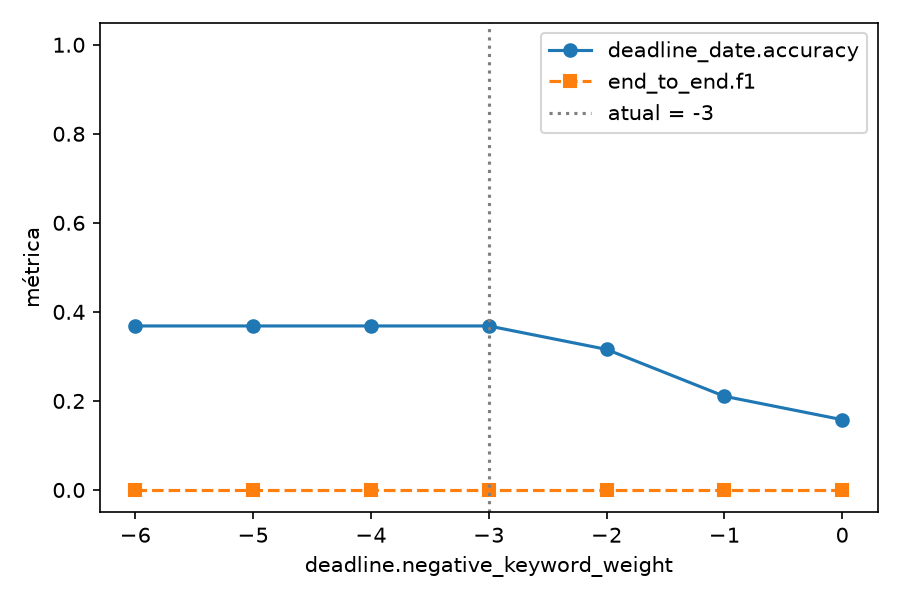 deadline_date.accuracy
end_to_end.f1
atual = -3
1.0
0.8
0.6
0.4
0.2
0.0
métrica
−6 −5 −4 −3 −2 −1 0
deadline.negative_keyword_weight